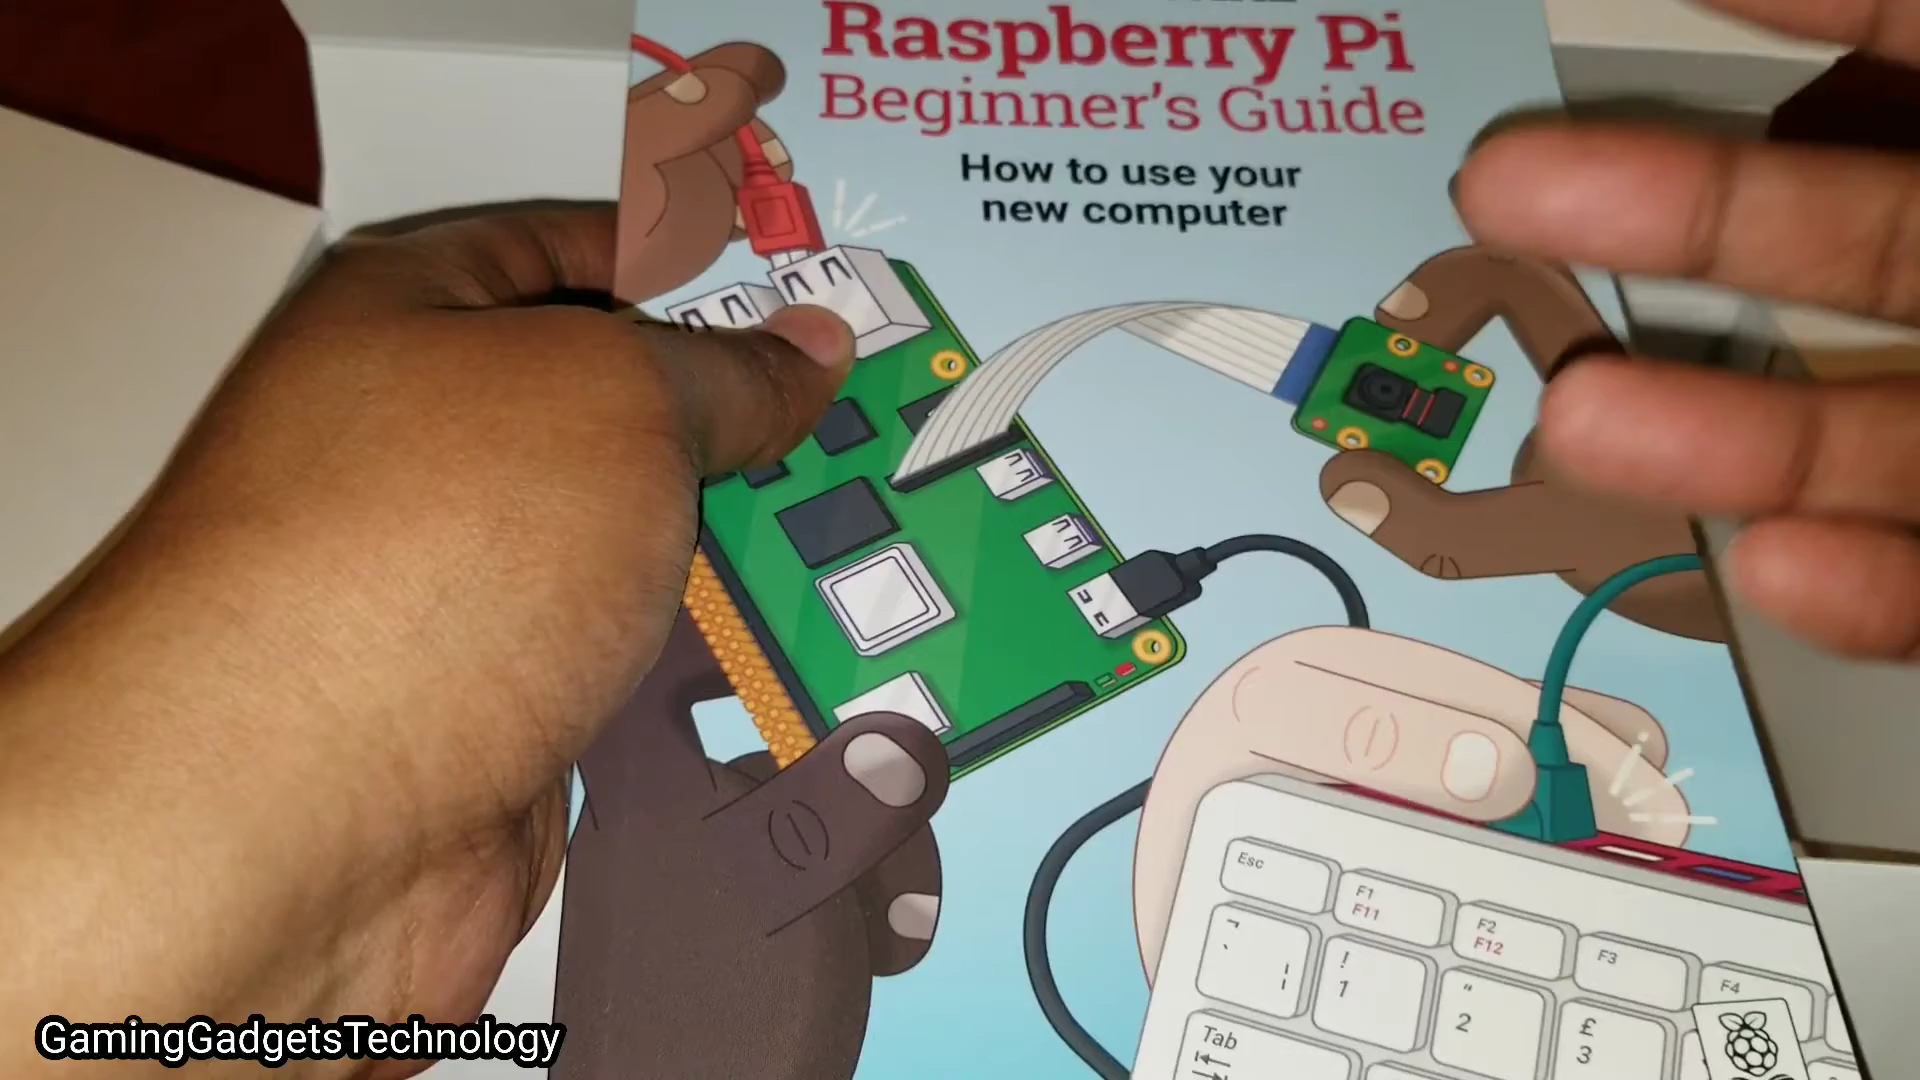 Raspberry Pi
Beginner's Guide
How to use your
new computer
Esc
F1
F11
F2
F12
F3
F4
!
1
"
2
£
3
Tab
GamingGadgetsTechnology